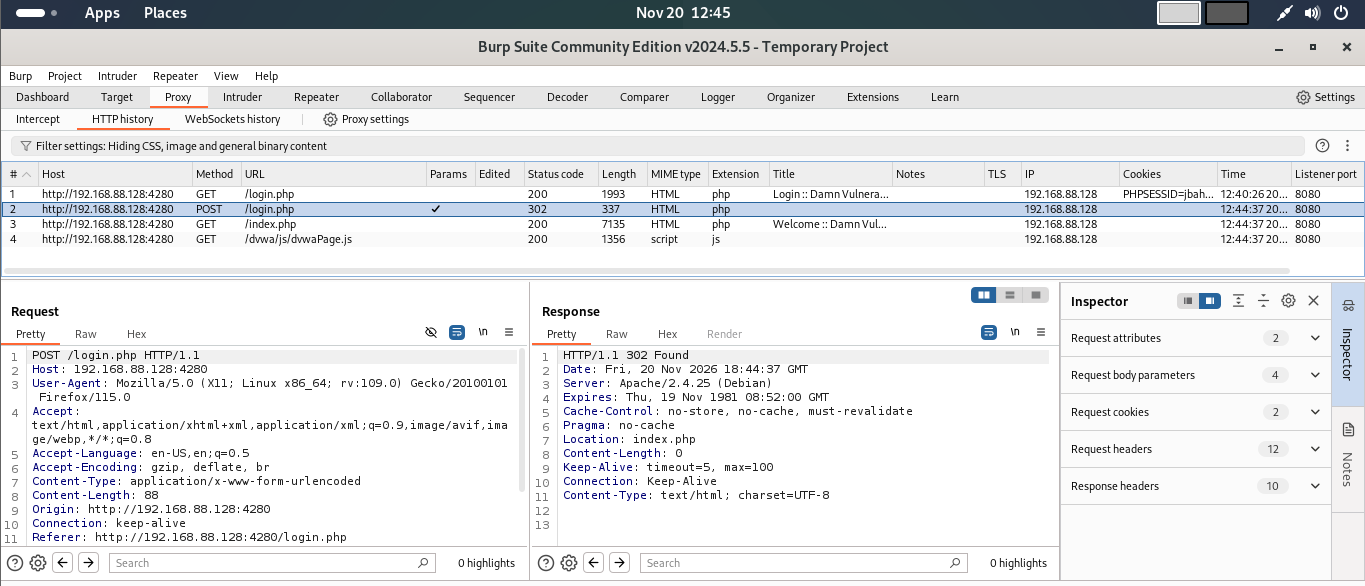 Apps Places Nov 20 12:45
Burp Suite Community Edition v2024.5.5 - Temporary Project
Burp Project Intruder Repeater View Help
Dashboard Target Proxy Intruder Repeater Collaborator Sequencer Decoder Comparer Logger Organizer Extensions Learn Settings
Intercept HTTP history WebSockets history Proxy settings
Filter settings: Hiding CSS, image and general binary content
# Host Method URL Params Edited Status code Length MIME type Extension Title Notes TLS IP Cookies Time Listener port
1 http://192.168.88.128:4280 GET /login.php 200 1993 HTML php Login :: Damn Vulnera... 192.168.88.128 PHPSESSID=jbah... 12:40:26 20... 8080
2 http://192.168.88.128:4280 POST /login.php ✓ 302 337 HTML php 192.168.88.128 12:44:37 20... 8080
3 http://192.168.88.128:4280 GET /index.php 200 7135 HTML php Welcome :: Damn Vul... 192.168.88.128 12:44:37 20... 8080
4 http://192.168.88.128:4280 GET /dvwa/js/dvwaPage.js 200 1356 script js 192.168.88.128 12:44:37 20... 8080
Request
Pretty Raw Hex \n
1 POST /login.php HTTP/1.1
2 Host: 192.168.88.128:4280
3 User-Agent: Mozilla/5.0 (X11; Linux x86_64; rv:109.0) Gecko/20100101
Firefox/115.0
4 Accept:
text/html,application/xhtml+xml,application/xml;q=0.9,image/avif,ima
ge/webp,*/*;q=0.8
5 Accept-Language: en-US,en;q=0.5
6 Accept-Encoding: gzip, deflate, br
7 Content-Type: application/x-www-form-urlencoded
8 Content-Length: 88
9 Origin: http://192.168.88.128:4280
10 Connection: keep-alive
11 Referer: http://192.168.88.128:4280/login.php
Search 0 highlights
Response
Pretty Raw Hex Render \n
1 HTTP/1.1 302 Found
2 Date: Fri, 20 Nov 2026 18:44:37 GMT
3 Server: Apache/2.4.25 (Debian)
4 Expires: Thu, 19 Nov 1981 08:52:00 GMT
5 Cache-Control: no-store, no-cache, must-revalidate
6 Pragma: no-cache
7 Location: index.php
8 Content-Length: 0
9 Keep-Alive: timeout=5, max=100
10 Connection: Keep-Alive
11 Content-Type: text/html; charset=UTF-8
12
13
Search 0 highlights
Inspector
Request attributes 2
Request body parameters 4
Request cookies 2
Request headers 12
Response headers 10
Inspector
Notes